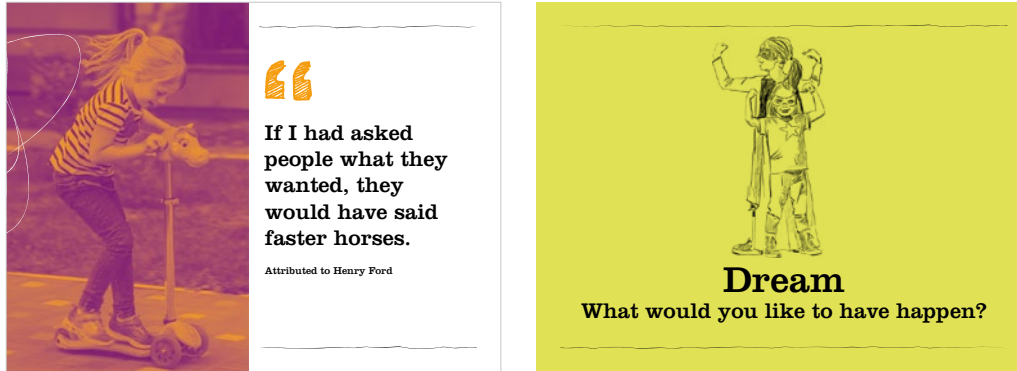 “
If I had asked
people what they
wanted, they
would have said
faster horses.
Attributed to Henry Ford
Dream
What would you like to have happen?